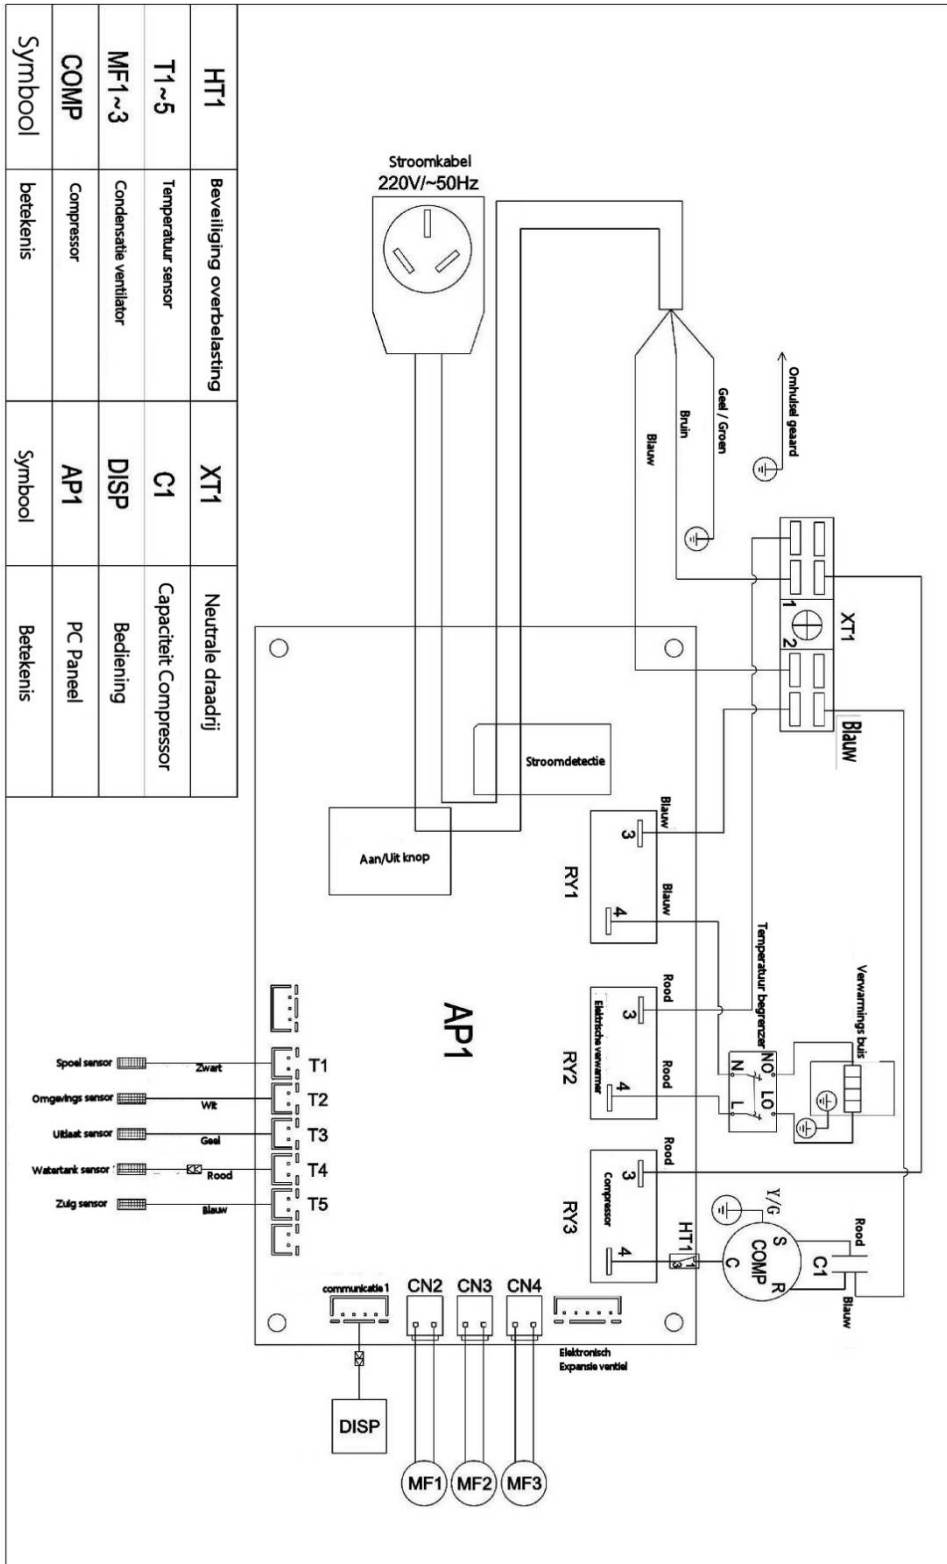 Symbool
betekenis
Symbool
Betekenis
COMP
Compressor
AP1
PC Paneel
MF1~3
Condensatie ventilator
DISP
Bediening
T1~5
Temperatuur sensor
C1
Capaciteit Compressor
HT1
Beveiliging overbelasting
XT1
Neutrale draadrij
Stroomkabel
220V/~50Hz
Omhulsel geaard
Geel / Groen
Bruin
Blauw
XT1
1
2
Blauw
Stroomdetectie
Aan/Uit knop
Blauw
3
RY1
Blauw
4
Temperatuur begrenzer
Verwarmings buis
Rood
3
Elektrische verwarmer
RY2
Rood
4
N
NO
L
LO
AP1
Rood
3
Compressor
RY3
4
HT1
1
3
Y/G
S
COMP
C
R
Rood
C1
Blauw
Spoel sensor
Zwart
T1
Omgevings sensor
Wit
T2
Uitlaat sensor
Geel
T3
Watertank sensor
Rood
T4
Zuig sensor
Blauw
T5
communicatie 1
CN2
CN3
CN4
Elektronisch
Expansie ventiel
DISP
MF1
MF2
MF3